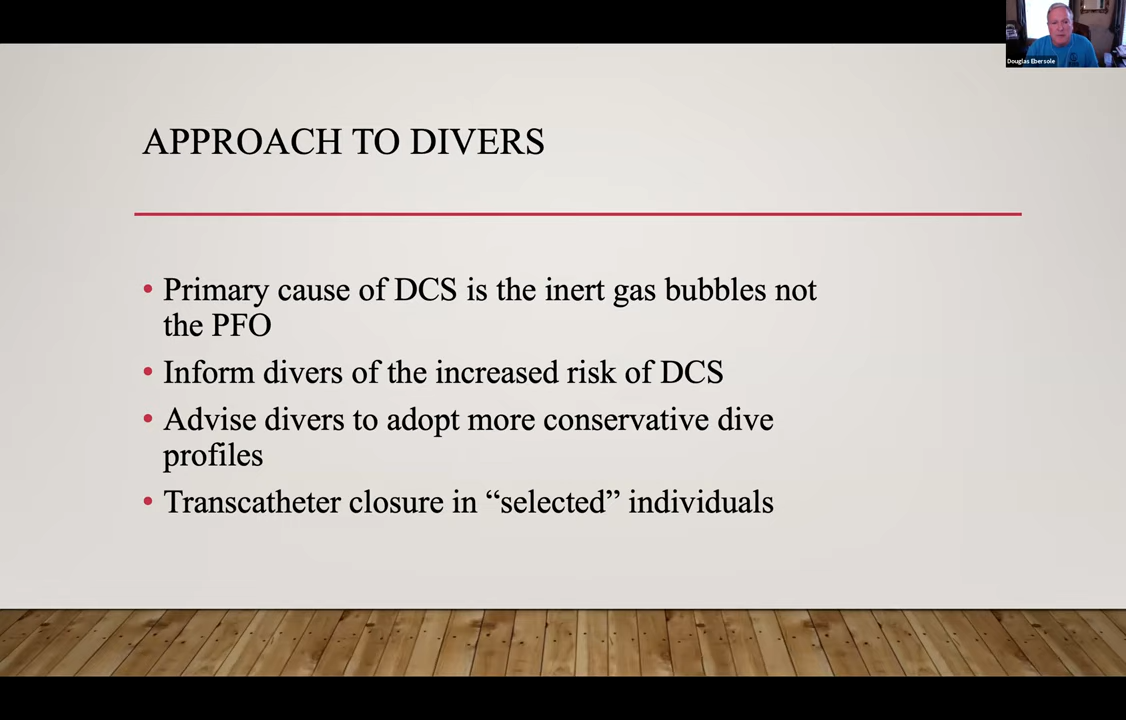 Douglas Ebersole
APPROACH TO DIVERS
• Primary cause of DCS is the inert gas bubbles not
the PFO
• Inform divers of the increased risk of DCS
• Advise divers to adopt more conservative dive
profiles
• Transcatheter closure in “selected” individuals